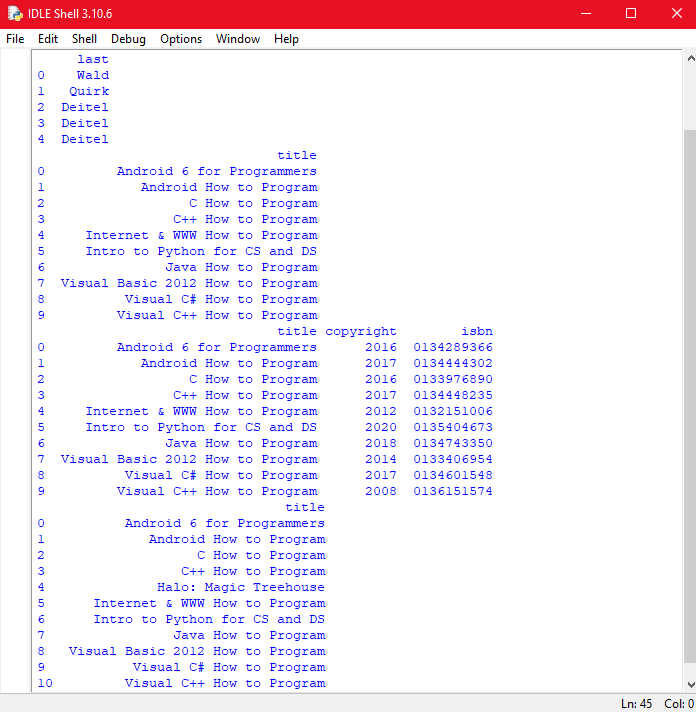 IDLE Shell 3.10.6
File Edit Shell Debug Options Window Help
last
0 Wald
1 Quirk
2 Deitel
3 Deitel
4 Deitel
title
0 Android 6 for Programmers
1 Android How to Program
2 C How to Program
3 C++ How to Program
4 Internet & WWW How to Program
5 Intro to Python for CS and DS
6 Java How to Program
7 Visual Basic 2012 How to Program
8 Visual C# How to Program
9 Visual C++ How to Program
title copyright isbn
0 Android 6 for Programmers 2016 0134289366
1 Android How to Program 2017 0134444302
2 C How to Program 2016 0133976890
3 C++ How to Program 2017 0134448235
4 Internet & WWW How to Program 2012 0132151006
5 Intro to Python for CS and DS 2020 0135404673
6 Java How to Program 2018 0134743350
7 Visual Basic 2012 How to Program 2014 0133406954
8 Visual C# How to Program 2017 0134601548
9 Visual C++ How to Program 2008 0136151574
title
0 Android 6 for Programmers
1 Android How to Program
2 C How to Program
3 C++ How to Program
4 Halo: Magic Treehouse
5 Internet & WWW How to Program
6 Intro to Python for CS and DS
7 Java How to Program
8 Visual Basic 2012 How to Program
9 Visual C# How to Program
10 Visual C++ How to Program
Ln: 45 Col: 0